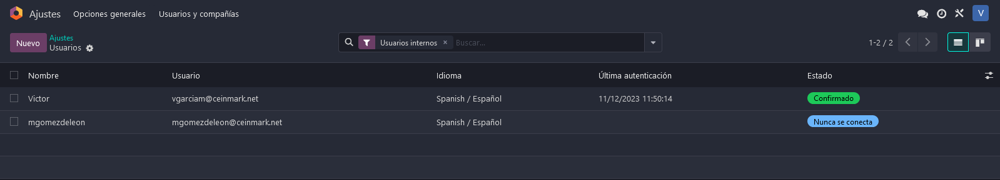 Ajustes Opciones generales Usuarios y compañías V
Nuevo Ajustes
Usuarios
Usuarios internos × Buscar... 1-2 / 2
Nombre Usuario Idioma Última autenticación Estado
Victor vgarciam@ceinmark.net Spanish / Español 11/12/2023 11:50:14 Confirmado
mgomezdeleon mgomezdeleon@ceinmark.net Spanish / Español Nunca se conecta